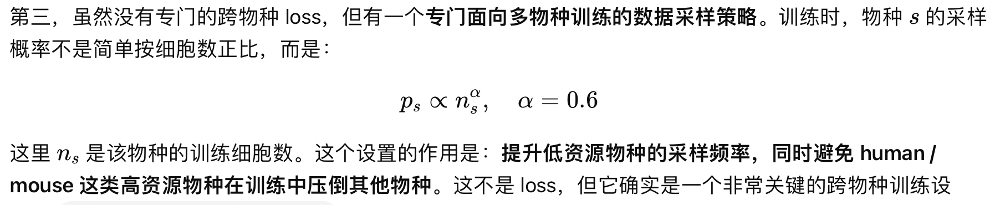 第三，虽然没有专门的跨物种 loss，但有一个专门面向多物种训练的数据采样策略。训练时，物种 s 的采样
概率不是简单按细胞数正比，而是：
p_s ∝ n_s^α,  α = 0.6
这里 n_s 是该物种的训练细胞数。这个设置的作用是：提升低资源物种的采样频率，同时避免 human /
mouse 这类高资源物种在训练中压倒其他物种。这不是 loss，但它确实是一个非常关键的跨物种训练设